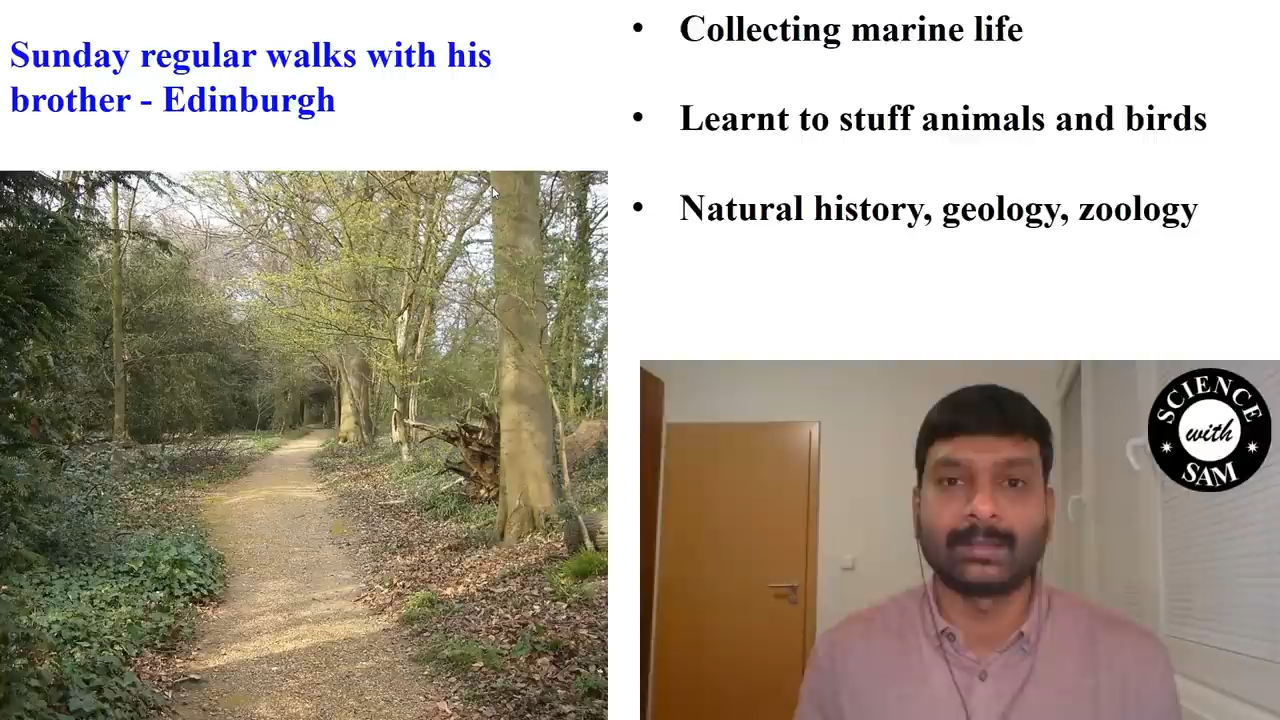 Sunday regular walks with his
brother - Edinburgh
• Collecting marine life
• Learnt to stuff animals and birds
• Natural history, geology, zoology
SCIENCE
with
SAM